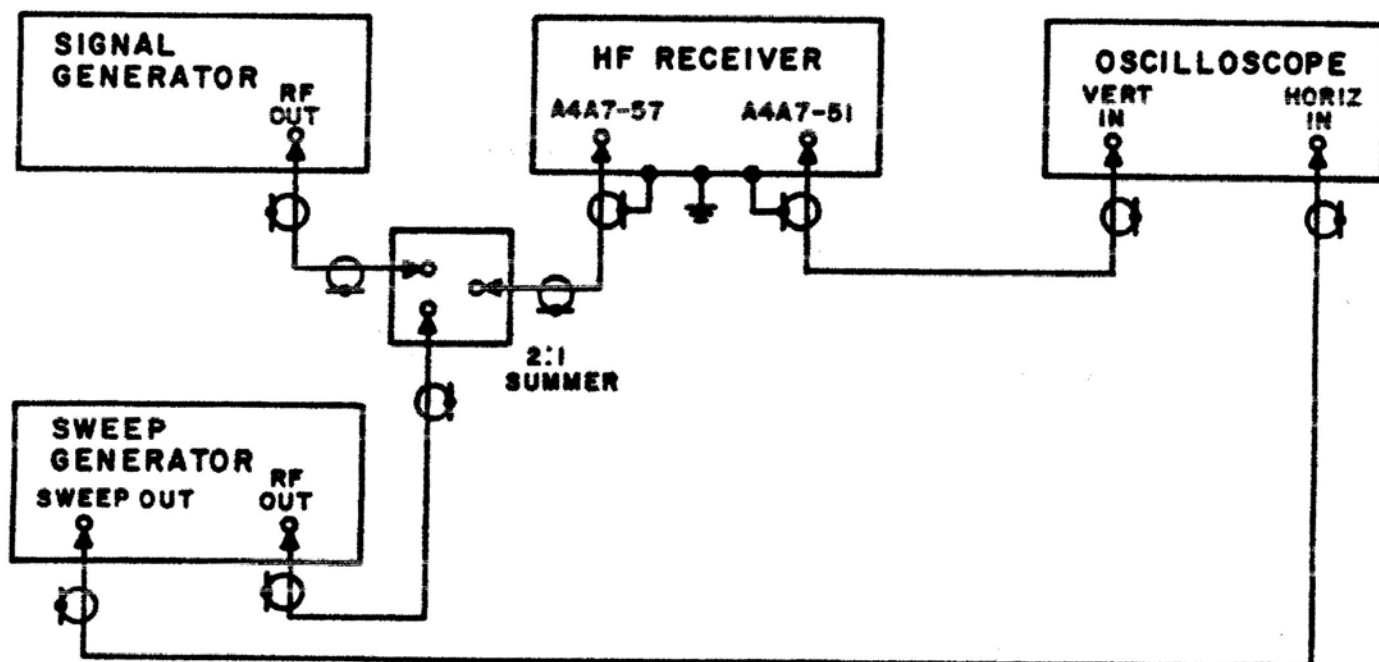 SIGNAL
GENERATOR
RF
OUT
HF RECEIVER
A4A7-57
A4A7-51
OSCILLOSCOPE
VERT
IN
HORIZ
IN
2:1
SUMMER
SWEEP
GENERATOR
SWEEP OUT
RF
OUT